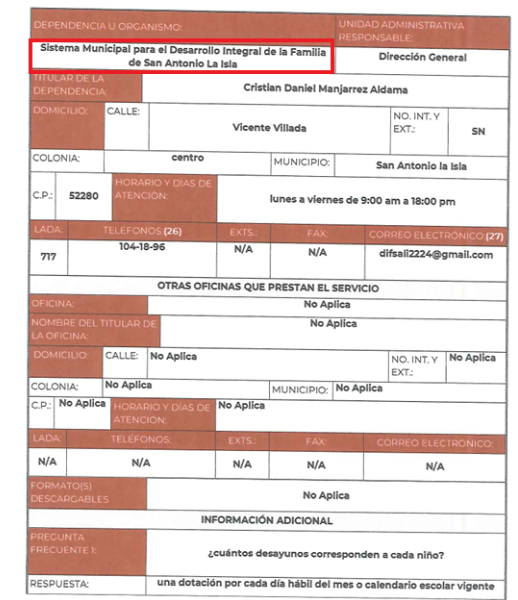 DEPENDENCIA U ORGANISMO:
UNIDAD ADMINISTRATIVA
RESPONSABLE:
Sistema Municipal para el Desarrollo Integral de la Familia
de San Antonio La Isla
Dirección General
TITULAR DE LA
DEPENDENCIA:
Cristian Daniel Manjarrez Aldama
DOMICILIO:
CALLE:
Vicente Villada
NO. INT. Y
EXT.:
SN
COLONIA:
centro
MUNICIPIO:
San Antonio la Isla
C.P.:
52280
HORARIO Y DÍAS DE
ATENCIÓN:
lunes a viernes de 9:00 am a 18:00 pm
LADA:
TELÉFONOS:(26)
EXTS.:
FAX:
CORREO ELECTRÓNICO:(27)
717
104-18-96
N/A
N/A
difsali2224@gmail.com
OTRAS OFICINAS QUE PRESTAN EL SERVICIO
OFICINA:
No Aplica
NOMBRE DEL TITULAR DE
LA OFICINA:
No Aplica
DOMICILIO:
CALLE:
No Aplica
NO. INT. Y
EXT.:
No Aplica
COLONIA:
No Aplica
MUNICIPIO:
No Aplica
C.P.:
No Aplica
HORARIO Y DÍAS DE
ATENCIÓN:
No Aplica
LADA:
TELÉFONOS:
EXTS.:
FAX:
CORREO ELECTRÓNICO:
N/A
N/A
N/A
N/A
N/A
FORMATO(S)
DESCARGABLES
No Aplica
INFORMACIÓN ADICIONAL
PREGUNTA
FRECUENTE 1:
¿cuántos desayunos corresponden a cada niño?
RESPUESTA:
una dotación por cada día hábil del mes o calendario escolar vigente